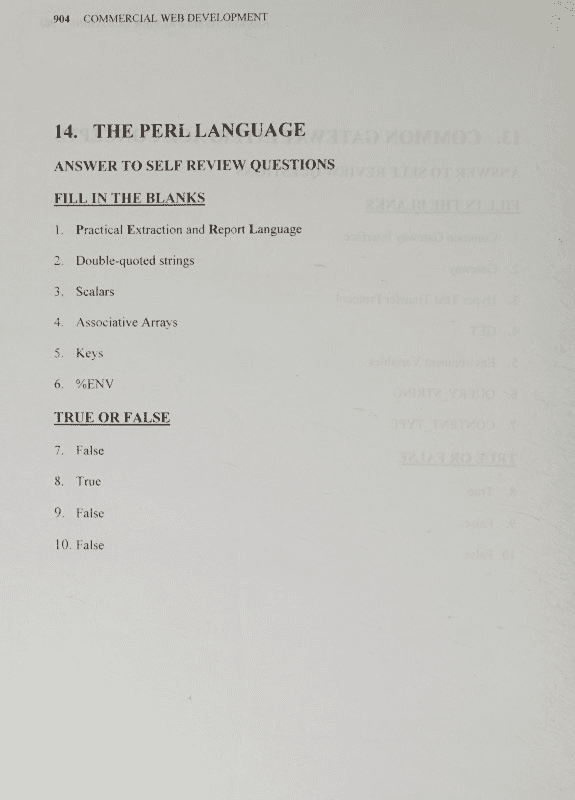 904 COMMERCIAL WEB DEVELOPMENT
14. THE PERL LANGUAGE
ANSWER TO SELF REVIEW QUESTIONS
FILL IN THE BLANKS
1. Practical Extraction and Report Language
2. Double-quoted strings
3. Scalars
4. Associative Arrays
5. Keys
6. %ENV
TRUE OR FALSE
7. False
8. True
9. False
10. False